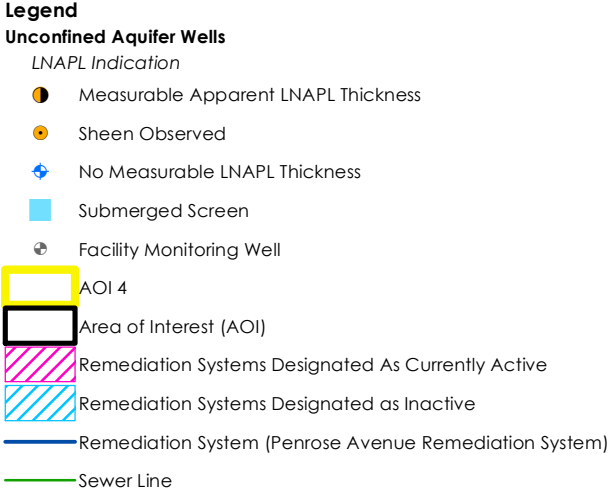 Legend
Unconfined Aquifer Wells
LNAPL Indication
Measurable Apparent LNAPL Thickness
Sheen Observed
No Measurable LNAPL Thickness
Submerged Screen
Facility Monitoring Well
AOI 4
Area of Interest (AOI)
Remediation Systems Designated As Currently Active
Remediation Systems Designated as Inactive
Remediation System (Penrose Avenue Remediation System)
Sewer Line